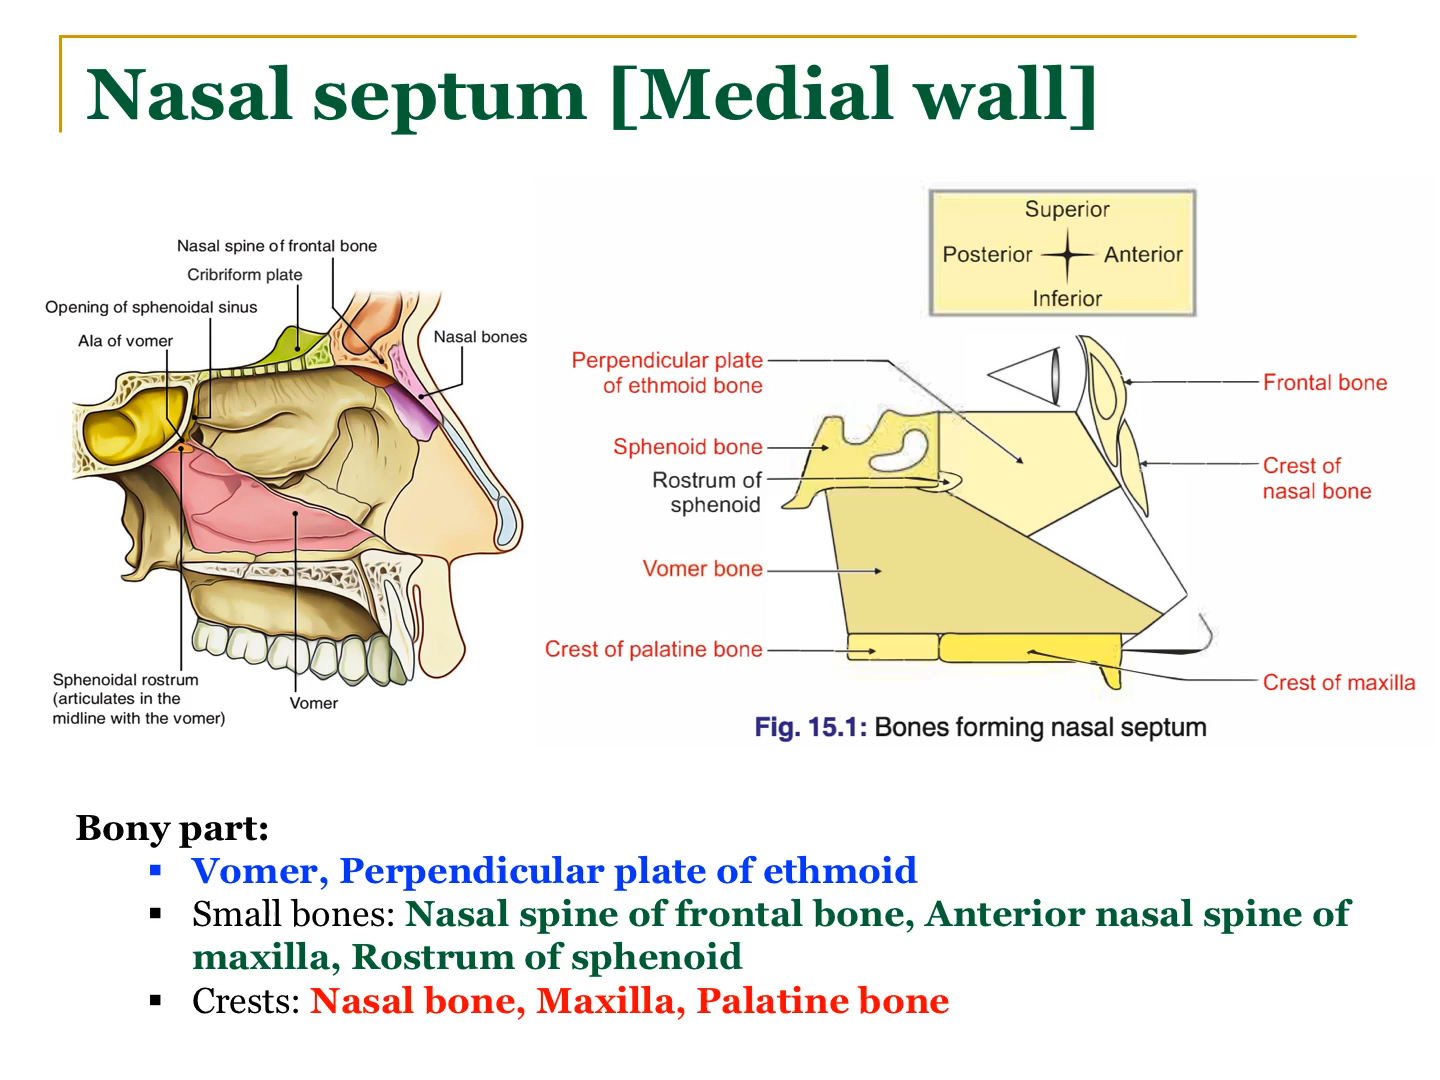 Nasal septum [Medial wall]
Nasal spine of frontal bone
Cribriform plate
Opening of sphenoidal sinus
Ala of vomer
Nasal bones
Sphenoidal rostrum
(articulates in the
midline with the vomer)
Vomer
Superior
Posterior
Anterior
Inferior
Perpendicular plate
of ethmoid bone
Sphenoid bone
Rostrum of
sphenoid
Vomer bone
Crest of palatine bone
Frontal bone
Crest of
nasal bone
Crest of maxilla
Fig. 15.1: Bones forming nasal septum
Bony part:
▪ Vomer, Perpendicular plate of ethmoid
▪ Small bones: Nasal spine of frontal bone, Anterior nasal spine of
maxilla, Rostrum of sphenoid
▪ Crests: Nasal bone, Maxilla, Palatine bone